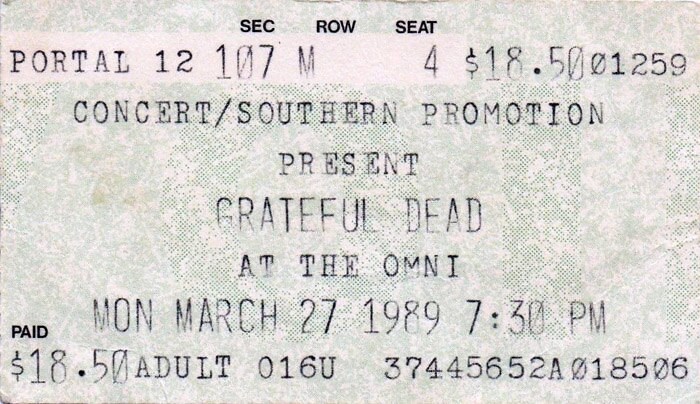 SEC ROW SEAT
PORTAL 12 107 M 4 $18.50 01259
CONCERT/SOUTHERN PROMOTION
PRESENT
GRATEFUL DEAD
AT THE OMNI
MON MARCH 27 1989 7:30 PM
PAID
$18.50 ADULT 016U 37445652A018506